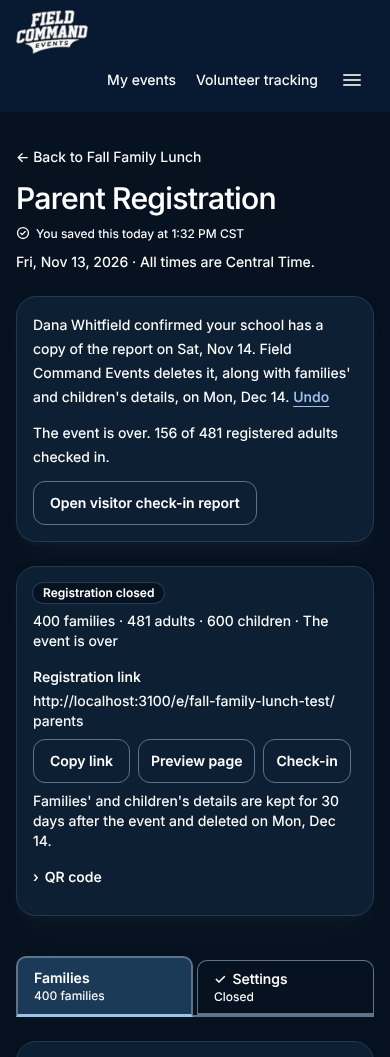 FIELD
COMMAND
EVENTS
My events Volunteer tracking
← Back to Fall Family Lunch
Parent Registration
You saved this today at 1:32 PM CST
Fri, Nov 13, 2026 · All times are Central Time.
Dana Whitfield confirmed your school has a
copy of the report on Sat, Nov 14. Field
Command Events deletes it, along with families'
and children's details, on Mon, Dec 14. Undo
The event is over. 156 of 481 registered adults
checked in.
Open visitor check-in report
Registration closed
400 families · 481 adults · 600 children · The
event is over
Registration link
http://localhost:3100/e/fall-family-lunch-test/
parents
Copy link Preview page Check-in
Families' and children's details are kept for 30
days after the event and deleted on Mon, Dec
14.
› QR code
Families ✓ Settings
400 families Closed